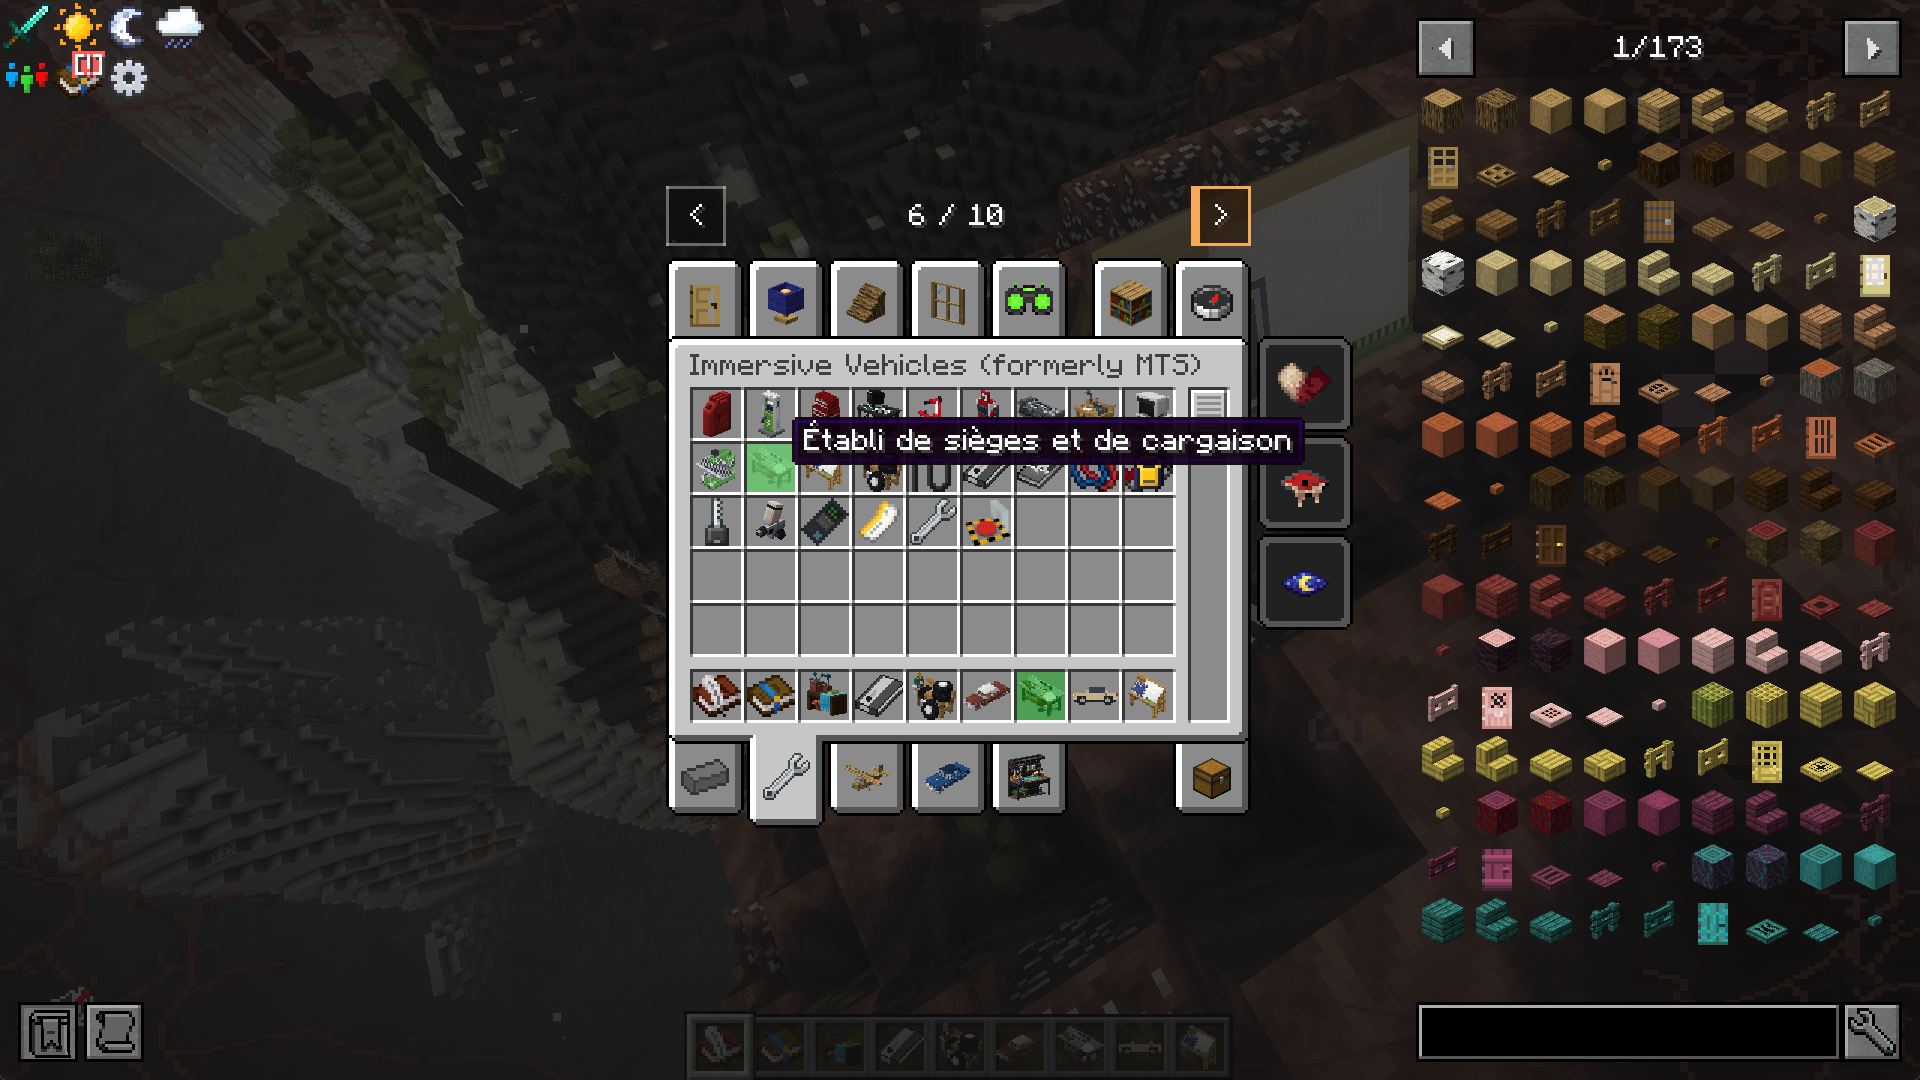 1/173
6 / 10
Immersive Vehicles (formerly MTS)
Établi de sièges et de cargaison